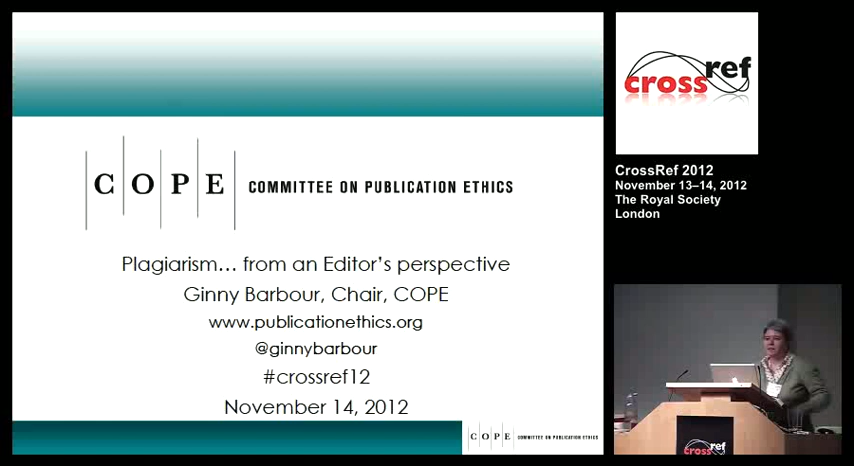 COPE COMMITTEE ON PUBLICATION ETHICS
Plagiarism... from an Editor's perspective
Ginny Barbour, Chair, COPE
www.publicationethics.org
@ginnybarbour
#crossref12
November 14, 2012
COPE COMMITTEE ON PUBLICATION ETHICS
crossref
CrossRef 2012
November 13–14, 2012
The Royal Society
London
crossref